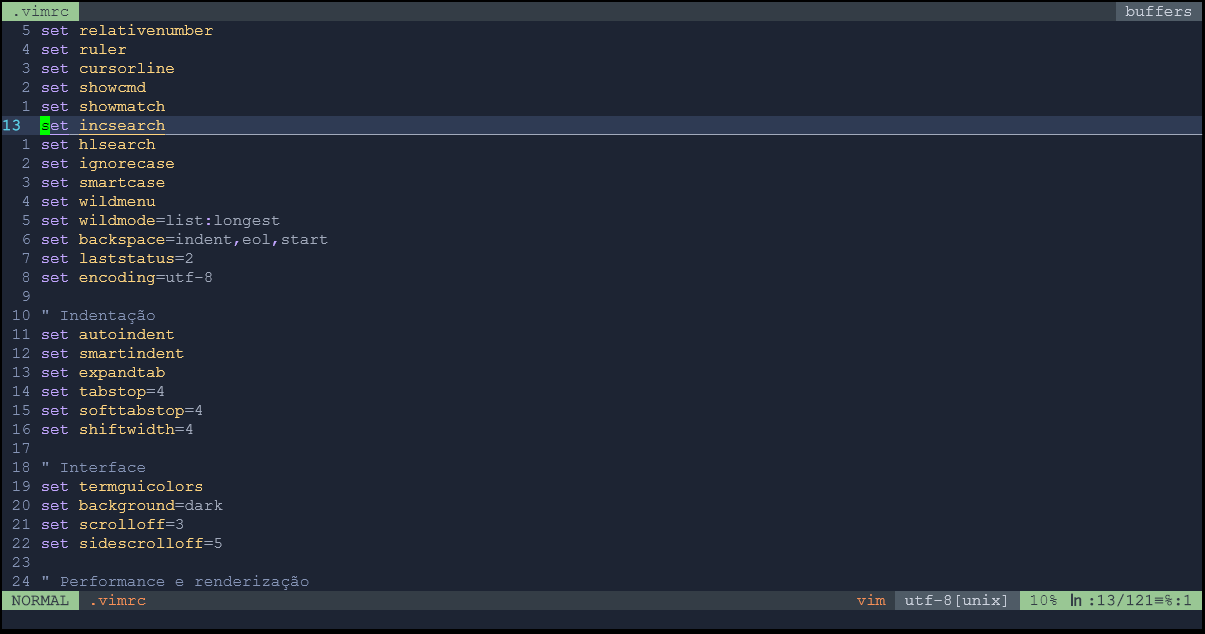 .vimrc buffers
5 set relativenumber
4 set ruler
3 set cursorline
2 set showcmd
1 set showmatch
13 set incsearch
1 set hlsearch
2 set ignorecase
3 set smartcase
4 set wildmenu
5 set wildmode=list:longest
6 set backspace=indent,eol,start
7 set laststatus=2
8 set encoding=utf-8
9
10 " Indentação
11 set autoindent
12 set smartindent
13 set expandtab
14 set tabstop=4
15 set softtabstop=4
16 set shiftwidth=4
17
18 " Interface
19 set termguicolors
20 set background=dark
21 set scrolloff=3
22 set sidescrolloff=5
23
24 " Performance e renderização
NORMAL .vimrc vim utf-8[unix] 10% ln :13/121≡%:1